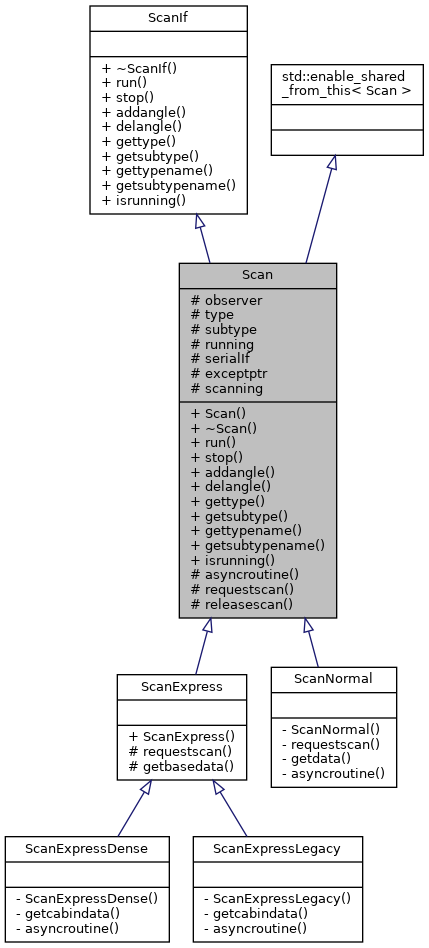 ScanIf
+ ~ScanIf()
+ run()
+ stop()
+ addangle()
+ delangle()
+ gettype()
+ getsubtype()
+ gettypename()
+ getsubtypename()
+ isrunning()
std::enable_shared
_from_this< Scan >
Scan
# observer
# type
# subtype
# running
# serialIf
# exceptptr
# scanning
+ Scan()
+ ~Scan()
+ run()
+ stop()
+ addangle()
+ delangle()
+ gettype()
+ getsubtype()
+ gettypename()
+ getsubtypename()
+ isrunning()
# asyncroutine()
# requestscan()
# releasescan()
ScanExpress
+ ScanExpress()
# requestscan()
# getbasedata()
ScanNormal
- ScanNormal()
- requestscan()
- getdata()
- asyncroutine()
ScanExpressDense
- ScanExpressDense()
- getcabindata()
- asyncroutine()
ScanExpressLegacy
- ScanExpressLegacy()
- getcabindata()
- asyncroutine()